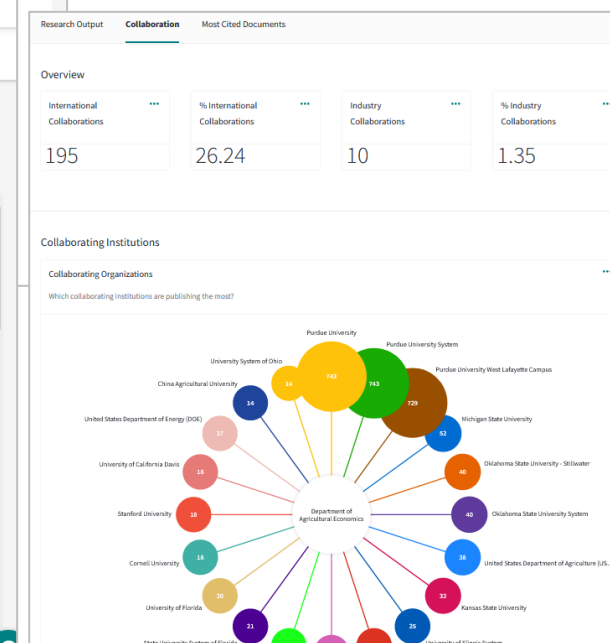 Research Output Collaboration Most Cited Documents
Overview
International Collaborations
195
% International Collaborations
26.24
Industry Collaborations
10
% Industry Collaborations
1.35
Collaborating Institutions
Collaborating Organizations
Which collaborating institutions are publishing the most?
Purdue University
743
Purdue University System
743
Purdue University West Lafayette Campus
729
Michigan State University
52
Oklahoma State University - Stillwater
40
Oklahoma State University System
40
United States Department of Agriculture (US..
36
Kansas State University
32
25
Department of
Agricultural Economics
University System of Ohio
14
China Agricultural University
14
United States Department of Energy (DOE)
17
University of California Davis
18
Stanford University
18
Cornell University
18
University of Florida
20
21